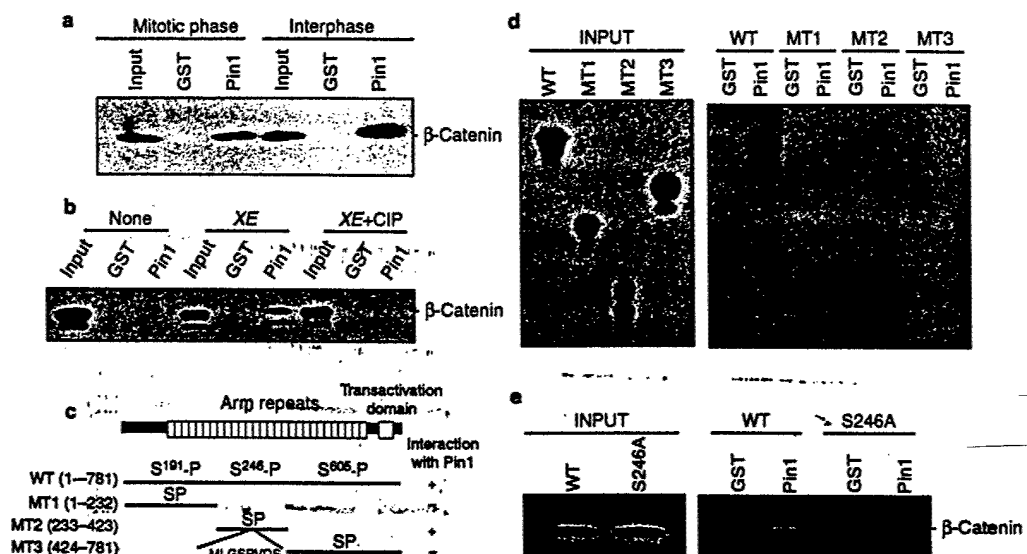 a
Mitotic phase Interphase
Input GST Pin1 Input GST Pin1
β-Catenin
b
None XE XE+CIP
Input GST Pin1 Input GST Pin1 Input GST Pin1
β-Catenin
c
Arm repeats
Transactivation
domain
Interaction
with Pin1
S191-P S246-P S605-P
WT (1–781) +
SP
MT1 (1–232) –
SP
MT2 (233–423) +
SP
MT3 (424–781) –
d
INPUT
WT MT1 MT2 MT3
WT MT1 MT2 MT3
GST Pin1 GST Pin1 GST Pin1 GST Pin1
e
INPUT WT S246A
WT S246A GST Pin1 GST Pin1
β-Catenin